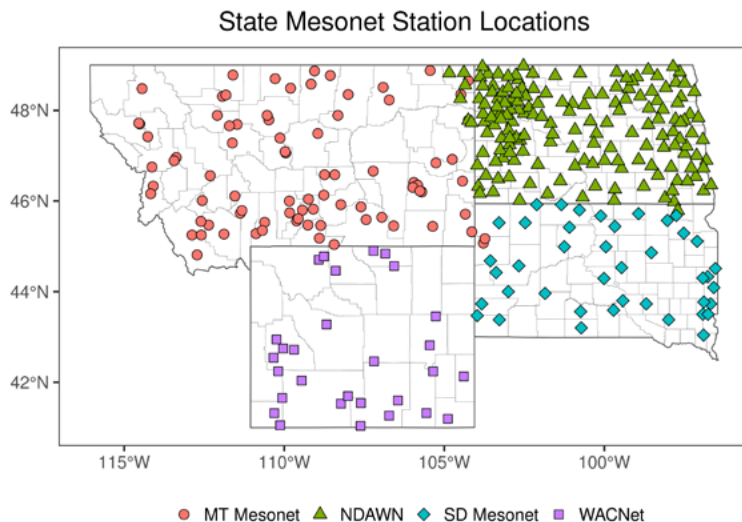 State Mesonet Station Locations
48°N
46°N
44°N
42°N
115°W 110°W 105°W 100°W
MT Mesonet NDAWN SD Mesonet WACNet